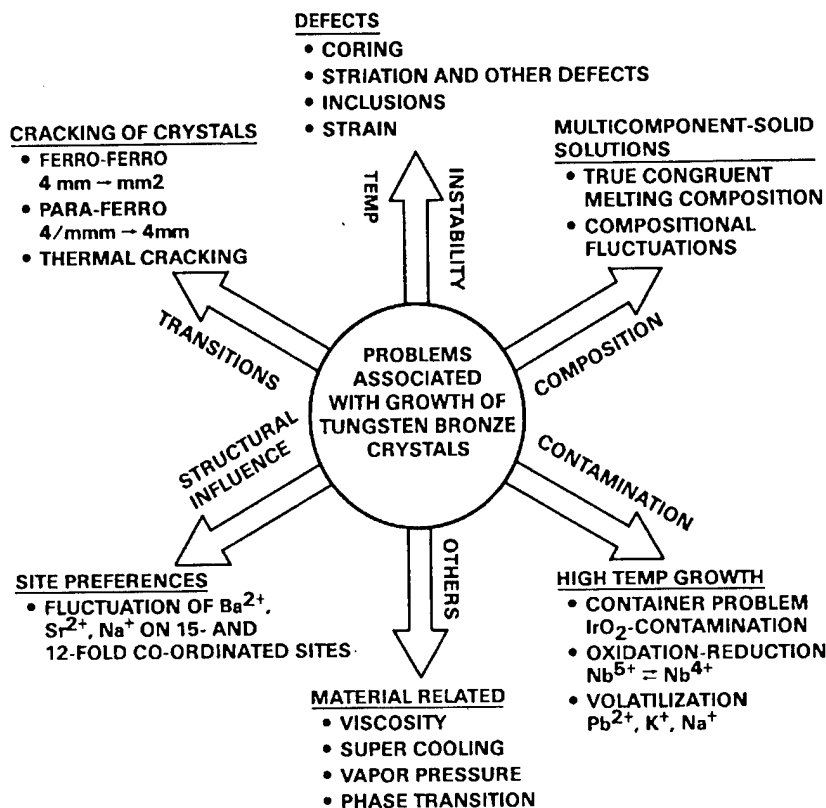 DEFECTS
• CORING
• STRIATION AND OTHER DEFECTS
• INCLUSIONS
• STRAIN
TEMP
INSTABILITY
CRACKING OF CRYSTALS
• FERRO-FERRO
4 mm → mm2
• PARA-FERRO
4/mmm → 4mm
• THERMAL CRACKING
TRANSITIONS
MULTICOMPONENT-SOLID
SOLUTIONS
• TRUE CONGRUENT
MELTING COMPOSITION
• COMPOSITIONAL
FLUCTUATIONS
COMPOSITION
PROBLEMS
ASSOCIATED
WITH GROWTH OF
TUNGSTEN BRONZE
CRYSTALS
STRUCTURAL
INFLUENCE
SITE PREFERENCES
• FLUCTUATION OF Ba²⁺,
Sr²⁺, Na⁺ ON 15- AND
12-FOLD CO-ORDINATED SITES
OTHERS
MATERIAL RELATED
• VISCOSITY
• SUPER COOLING
• VAPOR PRESSURE
• PHASE TRANSITION
CONTAMINATION
HIGH TEMP GROWTH
• CONTAINER PROBLEM
IrO₂-CONTAMINATION
• OXIDATION-REDUCTION
Nb⁵⁺ ⇌ Nb⁴⁺
• VOLATILIZATION
Pb²⁺, K⁺, Na⁺